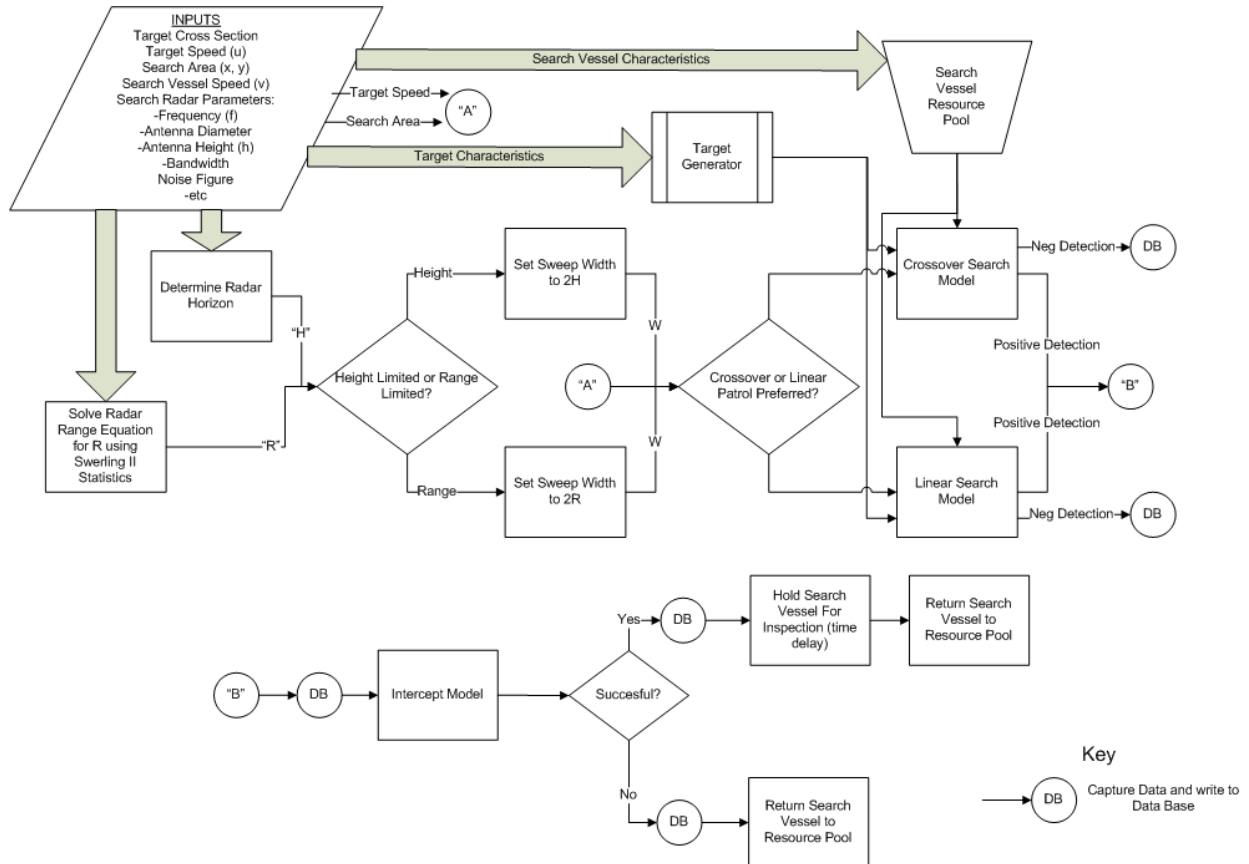 INPUTS
Target Cross Section
Target Speed (u)
Search Area (x, y)
Search Vessel Speed (v)
Search Radar Parameters:
-Frequency (f)
-Antenna Diameter
-Antenna Height (h)
-Bandwidth
Noise Figure
-etc
Search Vessel Characteristics
Search
Vessel
Resource
Pool
Target Speed
Search Area
"A"
Target Characteristics
Target
Generator
Determine Radar
Horizon
"H"
Solve Radar
Range Equation
for R using
Swerling II
Statistics
"R"
Height Limited or Range
Limited?
Height
Range
Set Sweep Width
to 2H
Set Sweep Width
to 2R
W
"A"
W
Crossover or Linear
Patrol Preferred?
Crossover Search
Model
Neg Detection
DB
Positive Detection
"B"
Positive Detection
Linear Search
Model
Neg Detection
DB
"B"
DB
Intercept Model
Succesful?
Yes
DB
Hold Search
Vessel For
Inspection (time
delay)
Return Search
Vessel to
Resource Pool
No
DB
Return Search
Vessel to
Resource Pool
Key
DB
Capture Data and write to
Data Base